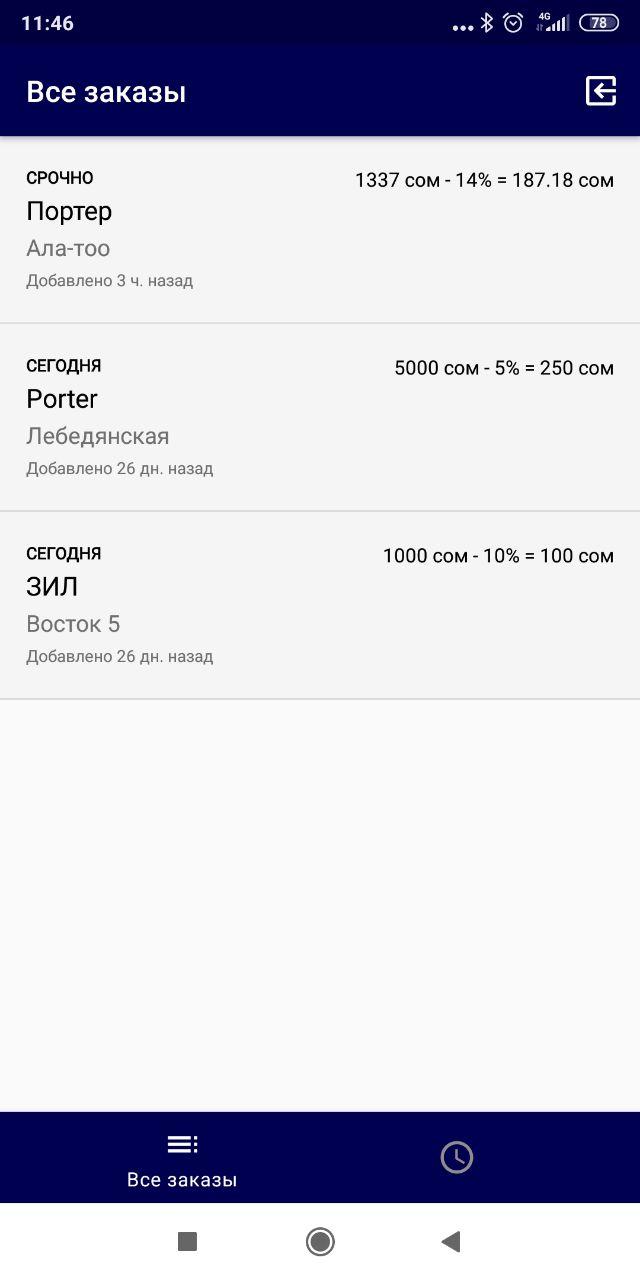 11:46
4G
78
Все заказы
СРОЧНО
1337 сом - 14% = 187.18 сом
Портер
Ала-тоо
Добавлено 3 ч. назад
СЕГОДНЯ
5000 сом - 5% = 250 сом
Porter
Лебедянская
Добавлено 26 дн. назад
СЕГОДНЯ
1000 сом - 10% = 100 сом
ЗИЛ
Восток 5
Добавлено 26 дн. назад
Все заказы